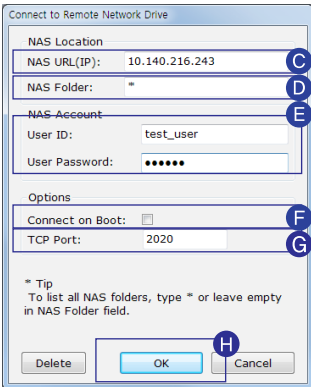 Connect to Remote Network Drive
NAS Location
NAS URL(IP): 10.140.216.243 C
NAS Folder: * D
NAS Account E
User ID: test_user
User Password: ●●●●●●
Options
Connect on Boot: F
TCP Port: 2020 G
* Tip
To list all NAS folders, type * or leave empty
in NAS Folder field.
H
Delete OK Cancel